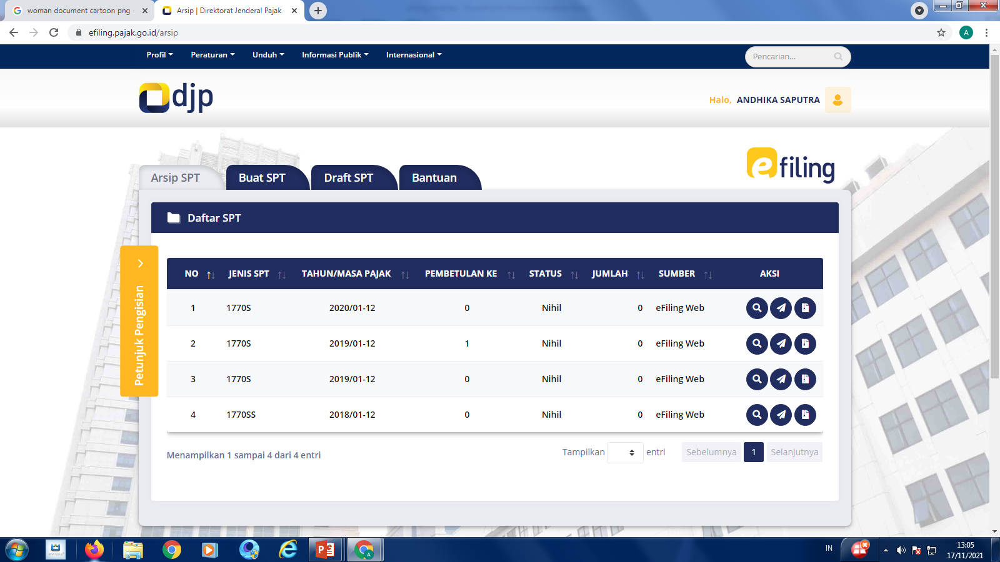 woman document cartoon png -
Arsip | Direktorat Jenderal Pajak
efiling.pajak.go.id/arsip
A
Profil
Peraturan
Unduh
Informasi Publik
Internasional
Pencarian...
djp
Halo, ANDHIKA SAPUTRA
efiling
Arsip SPT
Buat SPT
Draft SPT
Bantuan
Daftar SPT
Petunjuk Pengisian
NO JENIS SPT TAHUN/MASA PAJAK PEMBETULAN KE STATUS JUMLAH SUMBER AKSI
1 1770S 2020/01-12 0 Nihil 0 eFiling Web
2 1770S 2019/01-12 1 Nihil 0 eFiling Web
3 1770S 2019/01-12 0 Nihil 0 eFiling Web
4 1770SS 2018/01-12 0 Nihil 0 eFiling Web
Menampilkan 1 sampai 4 dari 4 entri
Tampilkan entri
Sebelumnya 1 Selanjutnya
IN
13:05
17/11/2021